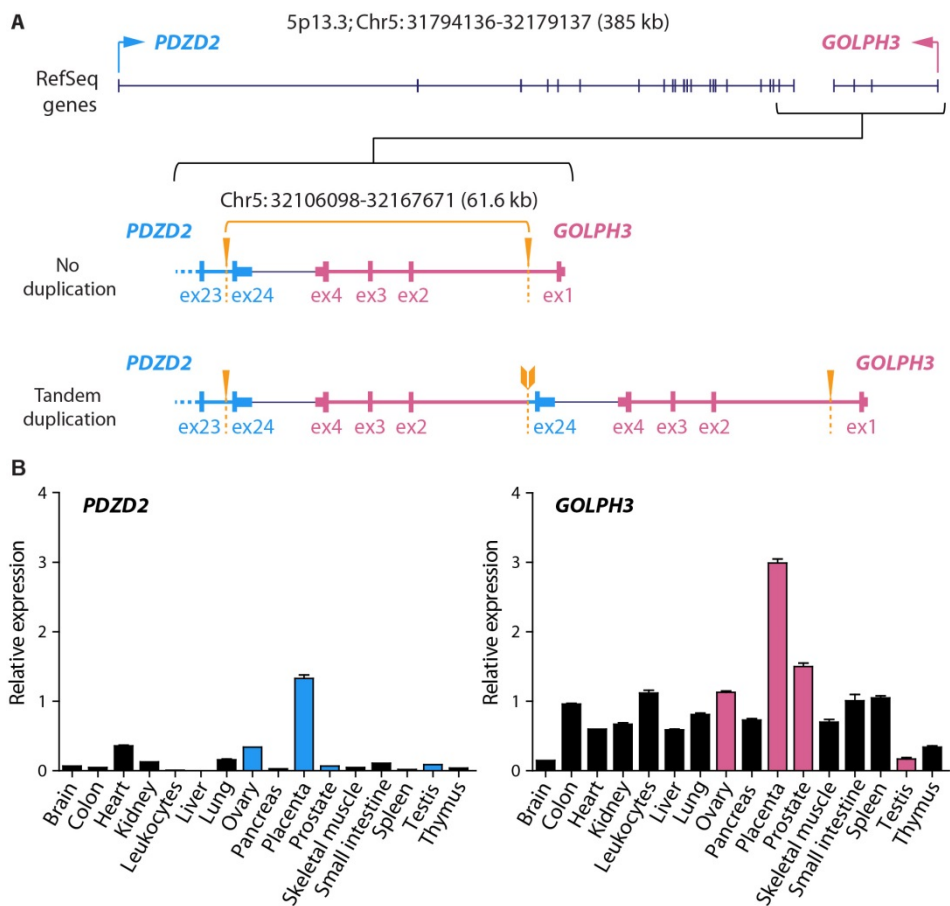 A
5p13.3; Chr5: 31794136-32179137 (385 kb)
PDZD2
GOLPH3
RefSeq
genes
Chr5: 32106098-32167671 (61.6 kb)
PDZD2
GOLPH3
No
duplication
ex23 ex24 ex4 ex3 ex2 ex1
PDZD2
GOLPH3
Tandem
duplication
ex23 ex24 ex4 ex3 ex2 ex24 ex4 ex3 ex2 ex1
B
PDZD2
Relative expression
4
3
2
1
0
Brain
Colon
Heart
Kidney
Leukocytes
Liver
Lung
Ovary
Pancreas
Placenta
Prostate
Skeletal muscle
Small intestine
Spleen
Testis
Thymus
GOLPH3
Relative expression
4
3
2
1
0
Brain
Colon
Heart
Kidney
Leukocytes
Liver
Lung
Ovary
Pancreas
Placenta
Prostate
Skeletal muscle
Small intestine
Spleen
Testis
Thymus